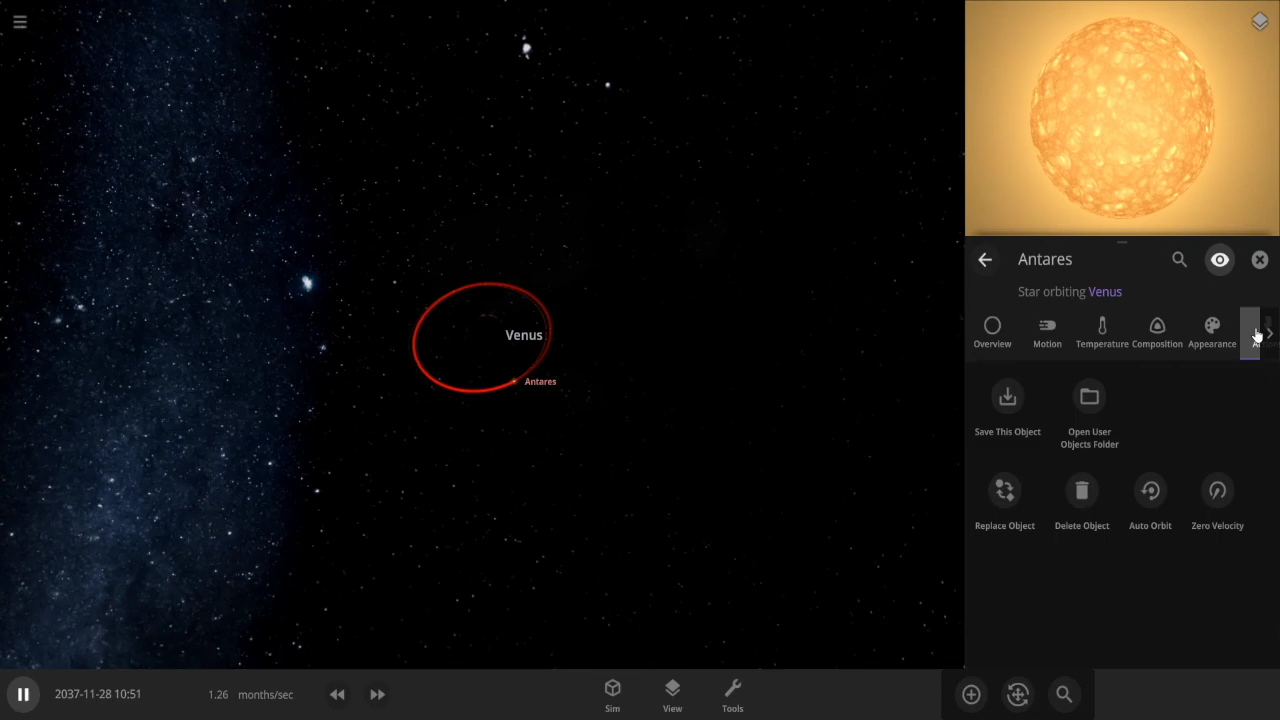 Antares
Star orbiting Venus
Overview Motion Temperature Composition Appearance
Venus
Antares
Save This Object Open User
Objects Folder
Replace Object Delete Object Auto Orbit Zero Velocity
2037-11-28 10:51 1.26 months/sec
Sim View Tools